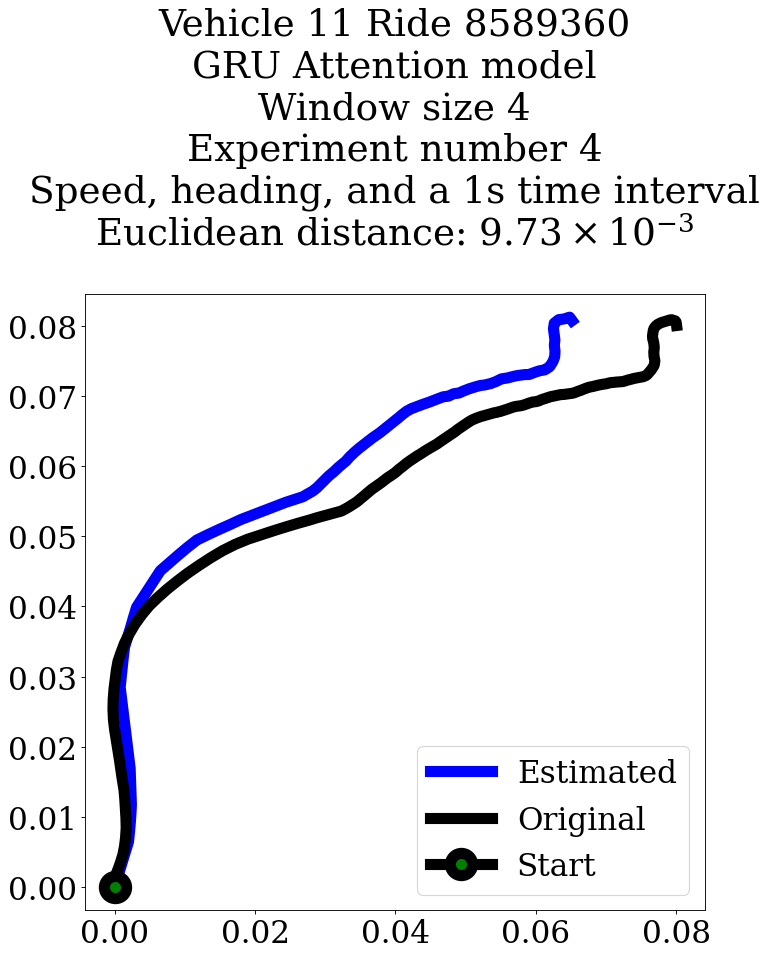 Vehicle 11 Ride 8589360
GRU Attention model
Window size 4
Experiment number 4
Speed, heading, and a 1s time interval
Euclidean distance: 9.73 × 10⁻³
0.08
0.07
0.06
0.05
0.04
0.03
0.02
0.01
0.00
Estimated
Original
Start
0.00 0.02 0.04 0.06 0.08